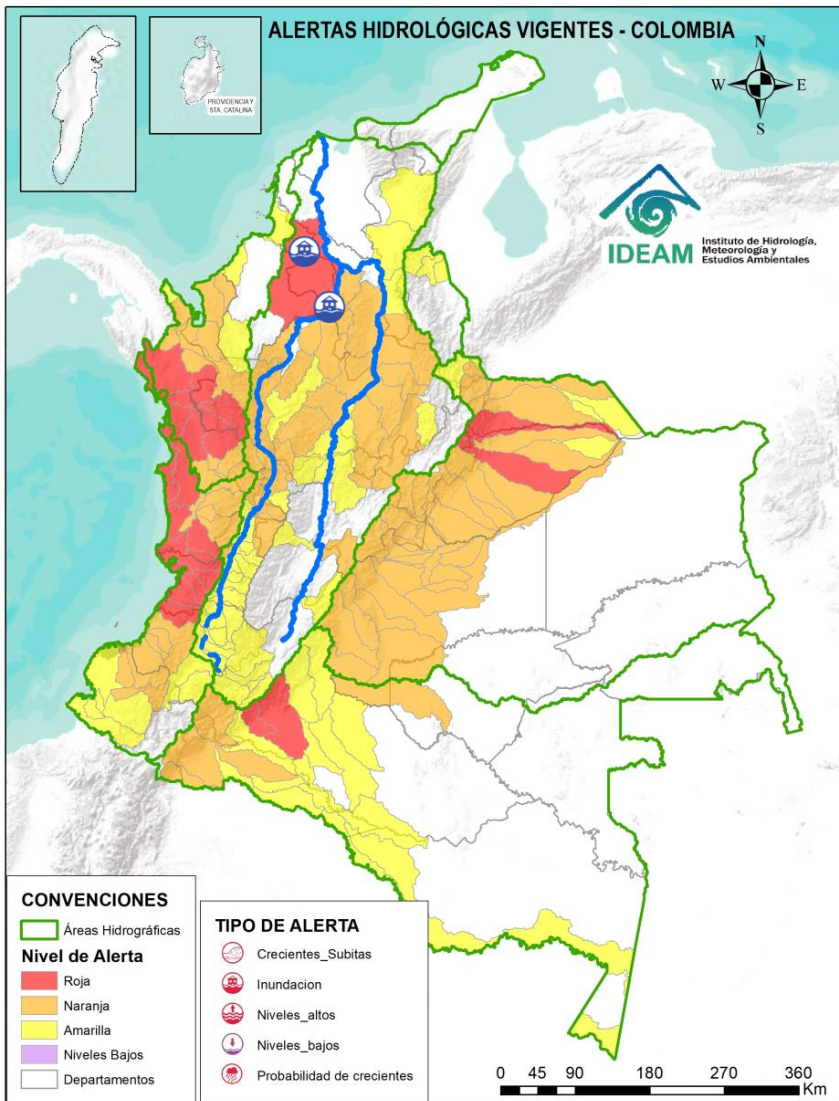 ALERTAS HIDROLÓGICAS VIGENTES - COLOMBIA
PROVIDENCIA Y
STA. CATALINA
N
W
E
S
IDEAM
Instituto de Hidrología,
Meteorología y
Estudios Ambientales
CONVENCIONES
Áreas Hidrográficas
Nivel de Alerta
Roja
Naranja
Amarilla
Niveles Bajos
Departamentos
TIPO DE ALERTA
Crecientes_Subitas
Inundacion
Niveles_altos
Niveles_bajos
Probabilidad de crecientes
0 45 90 180 270 360
Km